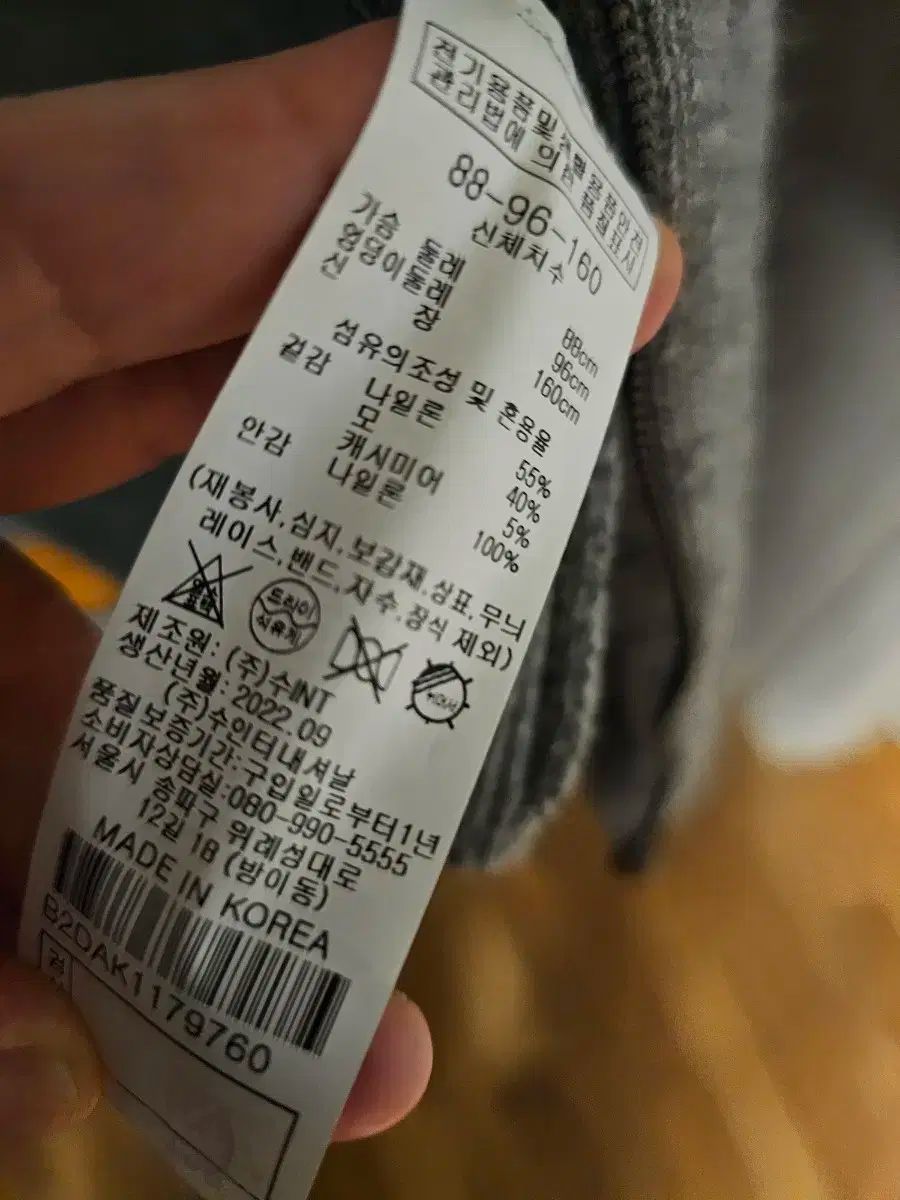 전기용품및생활용품안전
관리법에 의한 품질표시
88-96-160
신체치수
가슴 둘레 88cm
엉덩이둘레 96cm
신 장 160cm
섬유의조성 및 혼용율
겉감 나일론 55%
모 40%
캐시미어 5%
안감 나일론 100%
(재봉사,심지,보강재,상표,무늬
레이스,밴드,자수,장식 제외)
염소
표백
드라이
석유계
제조원: (주)수INT
생산년월: 2022.09
(주)수인터내셔날
품질보증기간:구입일로부터1년
소비자상담실:080-990-5555
서울시 송파구 위례성대로
12길 18 (방이동)
MADE IN KOREA
B2DAK1179760